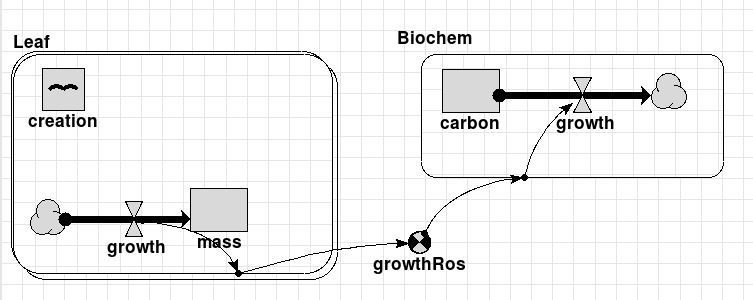 Leaf
Biochem
creation
carbon
growth
growth
mass
growthRos